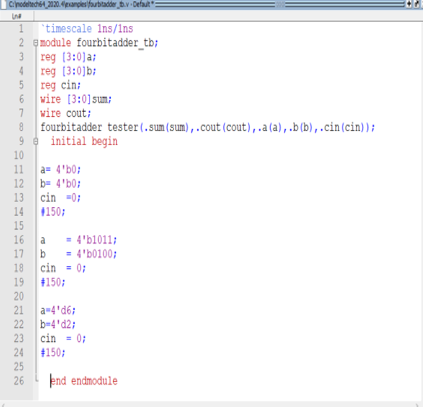 C:\modeltech64_2020.4\examples\fourbitadder_tb.v - Default *
Ln#
1 `timescale 1ns/1ns
2 module fourbitadder_tb;
3 reg [3:0]a;
4 reg [3:0]b;
5 reg cin;
6 wire [3:0]sum;
7 wire cout;
8 fourbitadder tester(.sum(sum),.cout(cout),.a(a),.b(b),.cin(cin));
9 initial begin
10
11 a= 4'b0;
12 b= 4'b0;
13 cin =0;
14 #150;
15
16 a = 4'b1011;
17 b = 4'b0100;
18 cin = 0;
19 #150;
20
21 a=4'd6;
22 b=4'd2;
23 cin = 0;
24 #150;
25
26 end endmodule